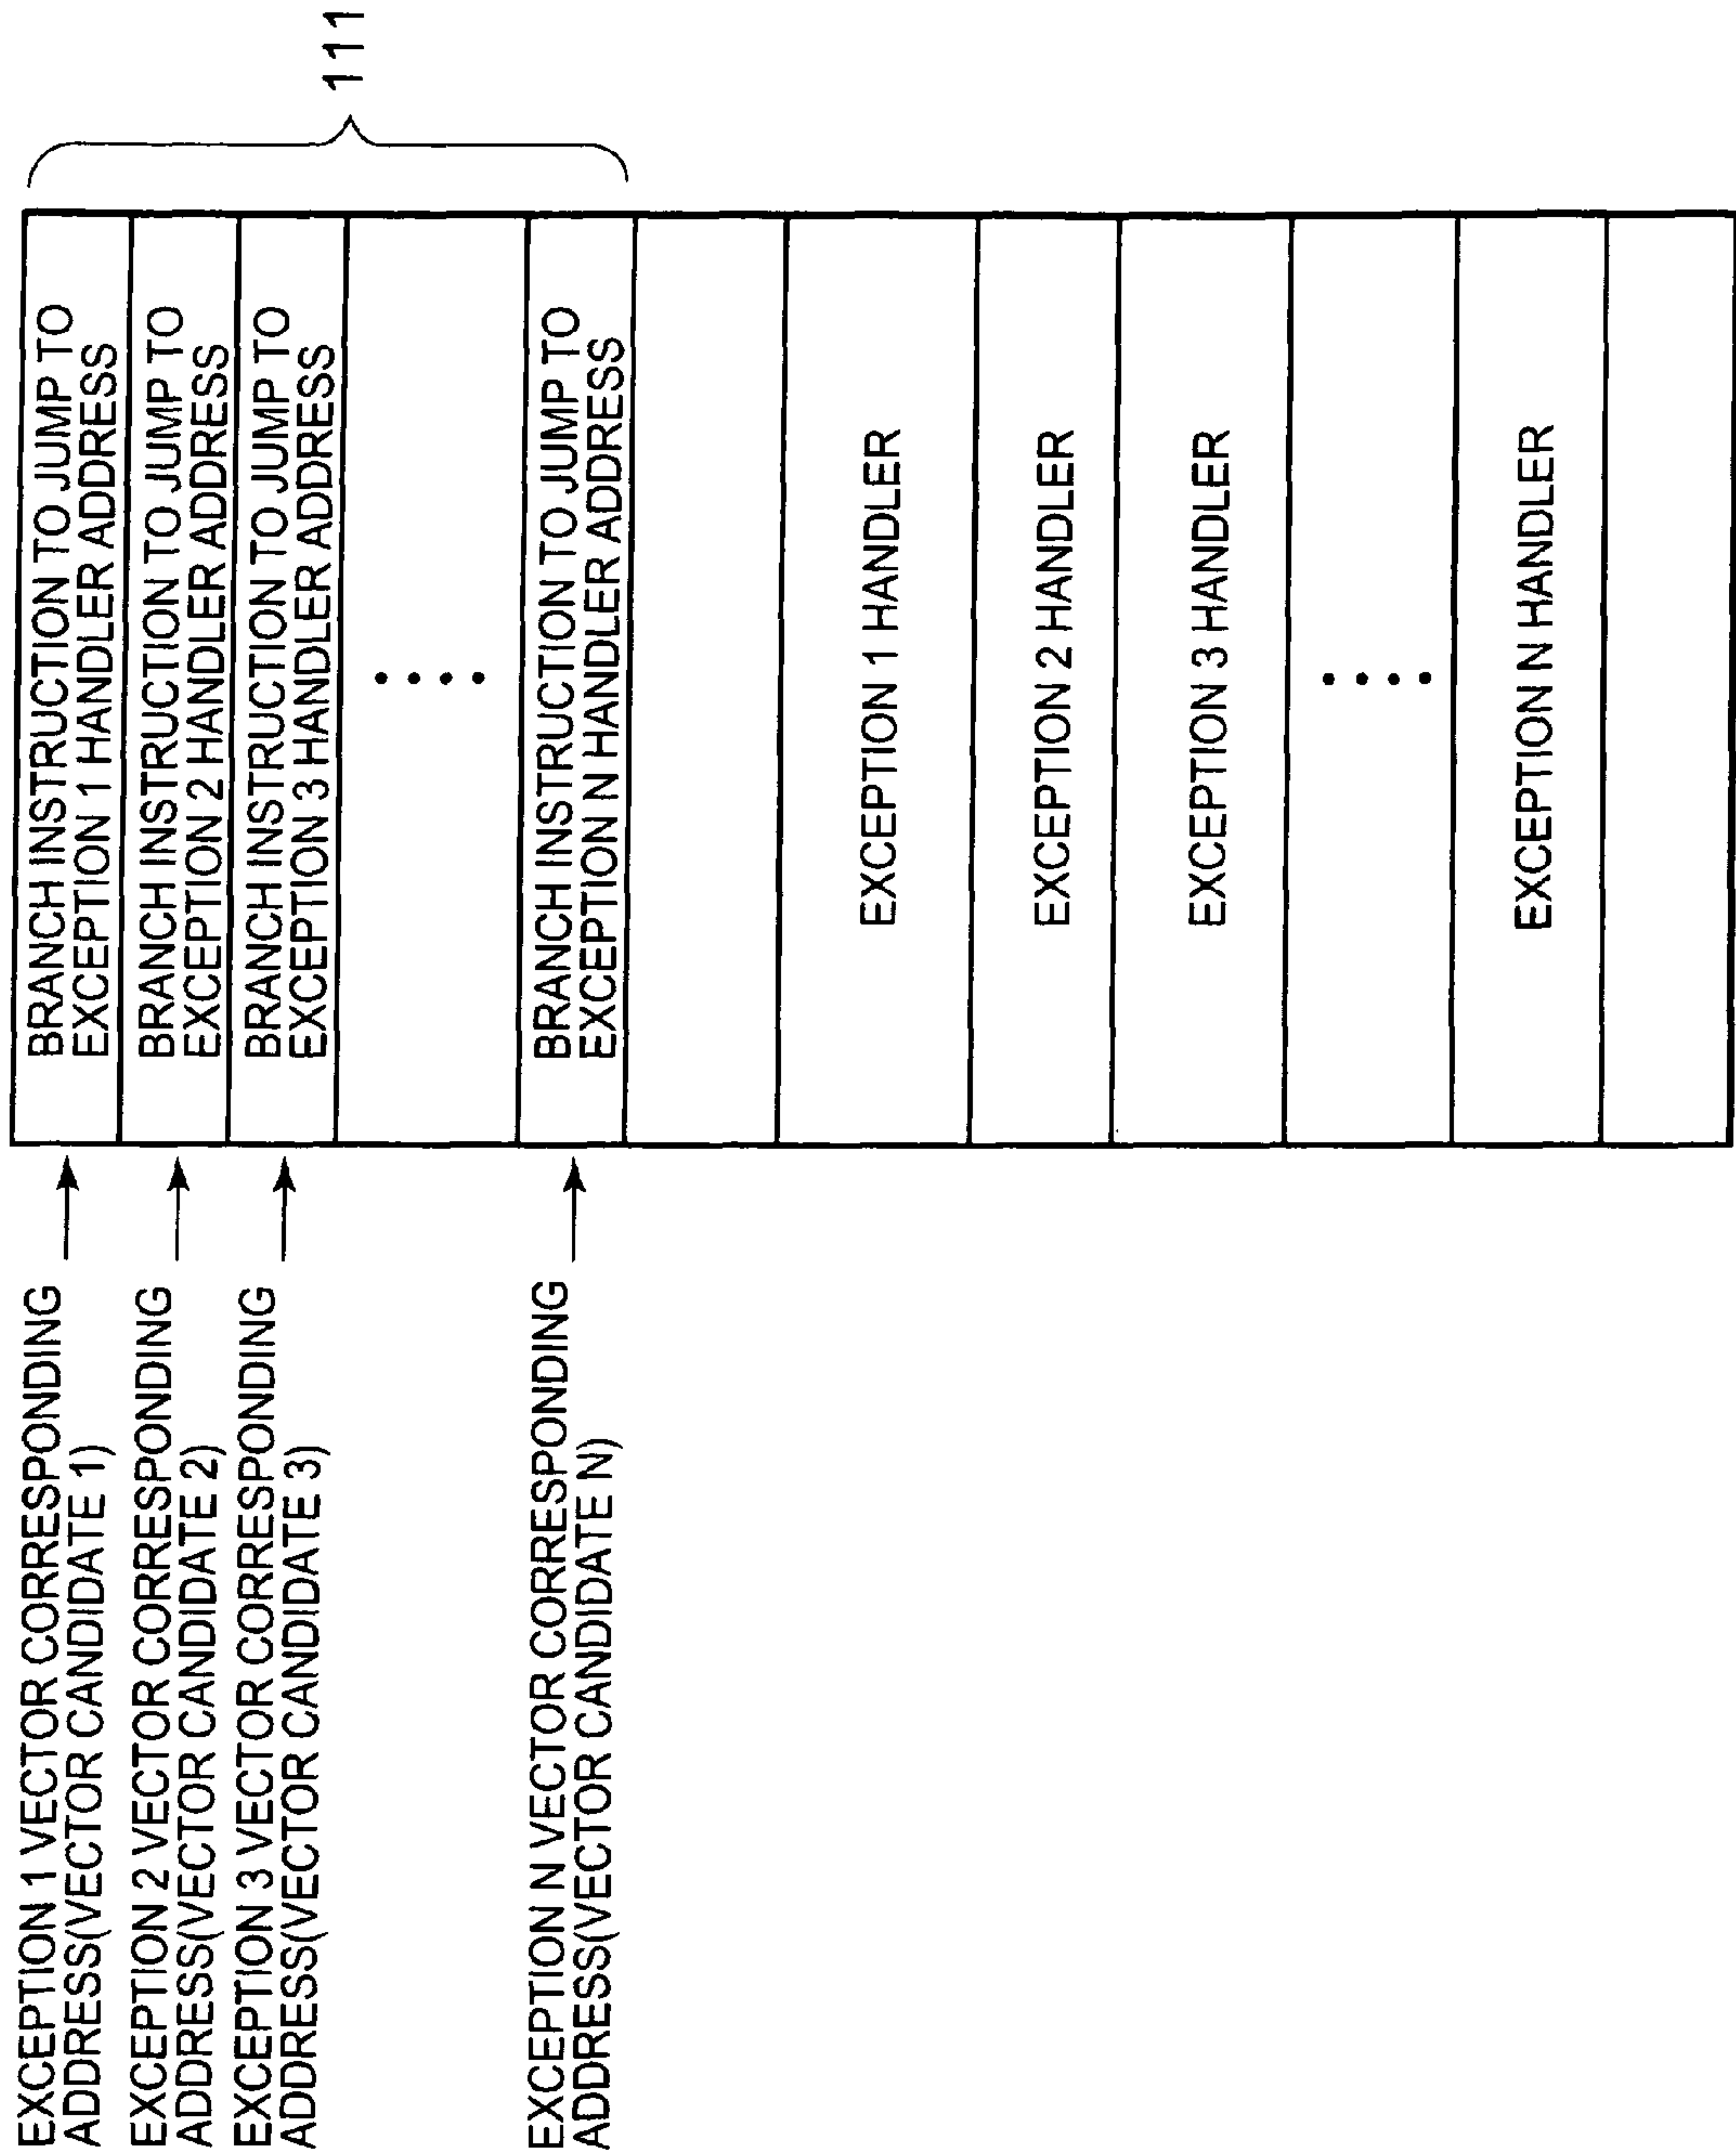 EXCEPTION 1 VECTOR CORRESPONDING
ADDRESS(VECTOR CANDIDATE 1)
EXCEPTION 2 VECTOR CORRESPONDING
ADDRESS(VECTOR CANDIDATE 2)
EXCEPTION 3 VECTOR CORRESPONDING
ADDRESS(VECTOR CANDIDATE 3)
EXCEPTION N VECTOR CORRESPONDING
ADDRESS(VECTOR CANDIDATE N)
BRANCH INSTRUCTION TO JUMP TO
EXCEPTION 1 HANDLER ADDRESS
BRANCH INSTRUCTION TO JUMP TO
EXCEPTION 2 HANDLER ADDRESS
BRANCH INSTRUCTION TO JUMP TO
EXCEPTION 3 HANDLER ADDRESS
BRANCH INSTRUCTION TO JUMP TO
EXCEPTION N HANDLER ADDRESS
EXCEPTION 1 HANDLER
EXCEPTION 2 HANDLER
EXCEPTION 3 HANDLER
EXCEPTION N HANDLER
111